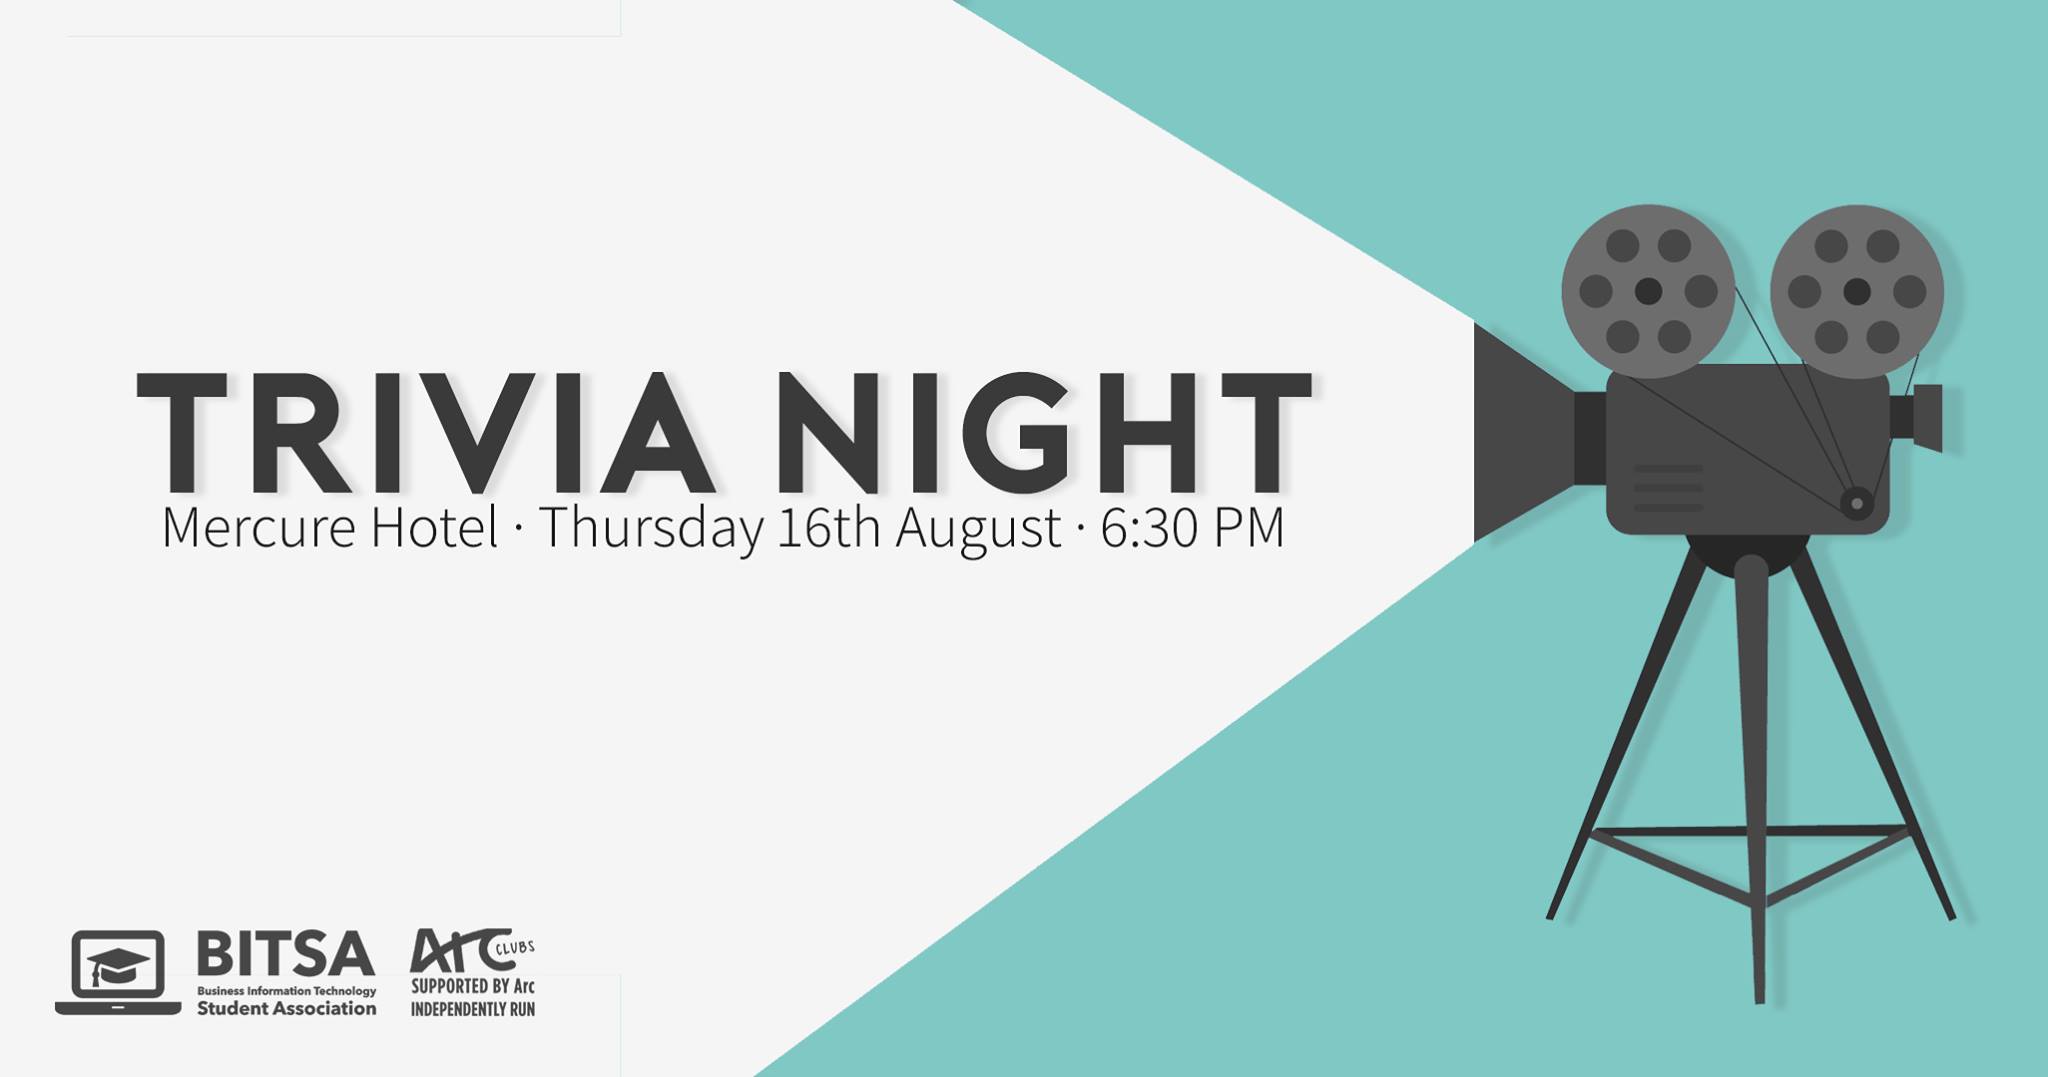 TRIVIA NIGHT
Mercure Hotel · Thursday 16th August · 6:30 PM
BITSA
Business Information Technology
Student Association
Arc CLUBS
SUPPORTED BY Arc
INDEPENDENTLY RUN